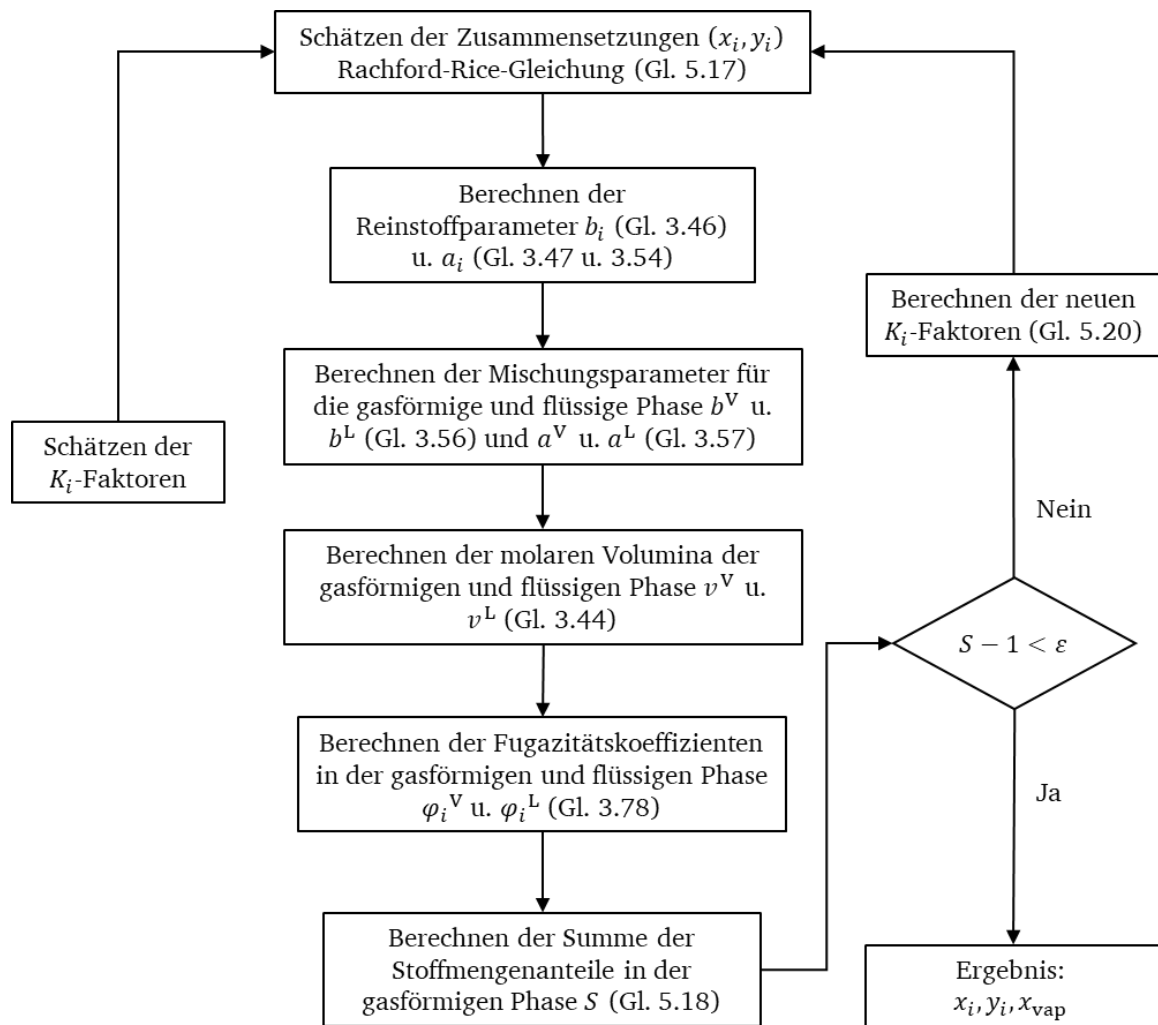 Schätzen der Zusammensetzungen (xᵢ, yᵢ)
Rachford-Rice-Gleichung (Gl. 5.17)
Berechnen der
Reinstoffparameter bᵢ (Gl. 3.46)
u. aᵢ (Gl. 3.47 u. 3.54)
Berechnen der Mischungsparameter für
die gasförmige und flüssige Phase bⱽ u.
bᴸ (Gl. 3.56) und aⱽ u. aᴸ (Gl. 3.57)
Schätzen der
Kᵢ-Faktoren
Berechnen der molaren Volumina der
gasförmigen und flüssigen Phase vⱽ u.
vᴸ (Gl. 3.44)
Berechnen der Fugazitätskoeffizienten
in der gasförmigen und flüssigen Phase
φᵢⱽ u. φᵢᴸ (Gl. 3.78)
Berechnen der Summe der
Stoffmengenanteile in der
gasförmigen Phase S (Gl. 5.18)
S − 1 < ε
Nein
Berechnen der neuen
Kᵢ-Faktoren (Gl. 5.20)
Ja
Ergebnis:
xᵢ, yᵢ, x_vap